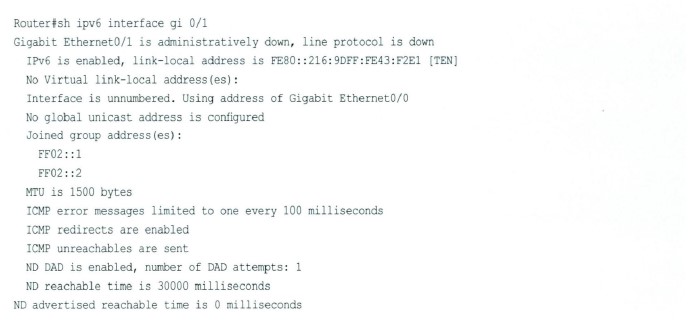 Router#sh ipv6 interface gi 0/1
Gigabit Ethernet0/1 is administratively down, line protocol is down
IPv6 is enabled, link-local address is FE80::216:9DFF:FE43:F2E1 [TEN]
No Virtual link-local address(es):
Interface is unnumbered. Using address of Gigabit Ethernet0/0
No global unicast address is configured
Joined group address(es):
FF02::1
FF02::2
MTU is 1500 bytes
ICMP error messages limited to one every 100 milliseconds
ICMP redirects are enabled
ICMP unreachables are sent
ND DAD is enabled, number of DAD attempts: 1
ND reachable time is 30000 milliseconds
ND advertised reachable time is 0 milliseconds